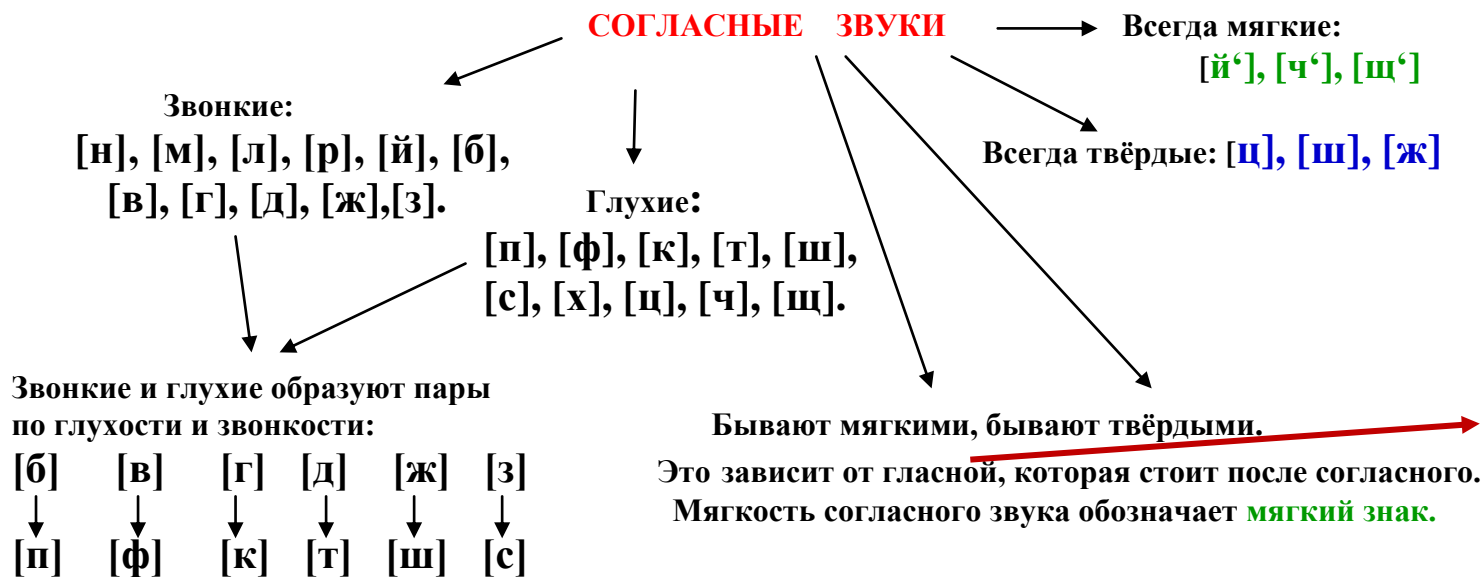 СОГЛАСНЫЕ ЗВУКИ
Всегда мягкие:
[й‘], [ч‘], [щ‘]
Звонкие:
[н], [м], [л], [р], [й], [б],
[в], [г], [д], [ж],[з].
Всегда твёрдые: [ц], [ш], [ж]
Глухие:
[п], [ф], [к], [т], [ш],
[с], [х], [ц], [ч], [щ].
Звонкие и глухие образуют пары
по глухости и звонкости:
[б] [в] [г] [д] [ж] [з]
[п] [ф] [к] [т] [ш] [с]
Бывают мягкими, бывают твёрдыми.
Это зависит от гласной, которая стоит после согласного.
Мягкость согласного звука обозначает мягкий знак.